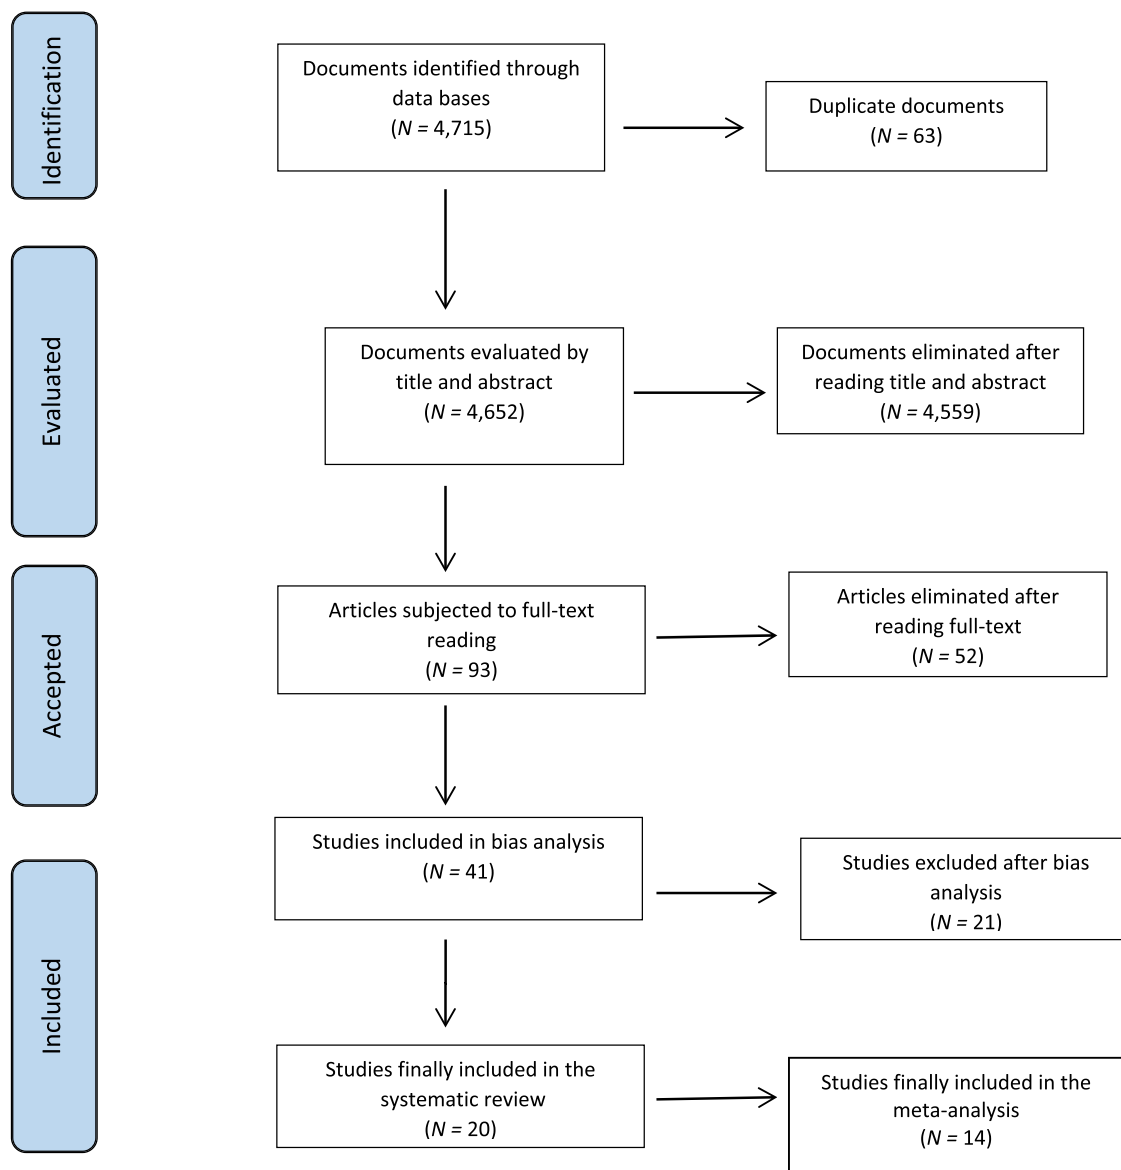 Identification
Documents identified through
data bases
(N = 4,715)
Duplicate documents
(N = 63)
Evaluated
Documents evaluated by
title and abstract
(N = 4,652)
Documents eliminated after
reading title and abstract
(N = 4,559)
Accepted
Articles subjected to full-text
reading
(N = 93)
Articles eliminated after
reading full-text
(N = 52)
Included
Studies included in bias analysis
(N = 41)
Studies excluded after bias
analysis
(N = 21)
Studies finally included in the
systematic review
(N = 20)
Studies finally included in the
meta-analysis
(N = 14)